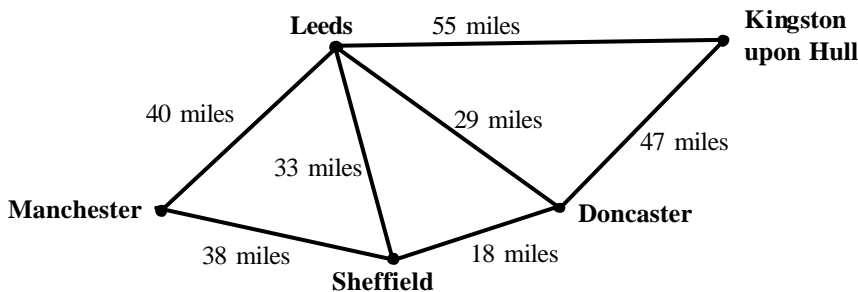 Leeds
55 miles
Kingston
upon Hull
40 miles
29 miles
47 miles
33 miles
Manchester
Doncaster
38 miles
18 miles
Sheffield